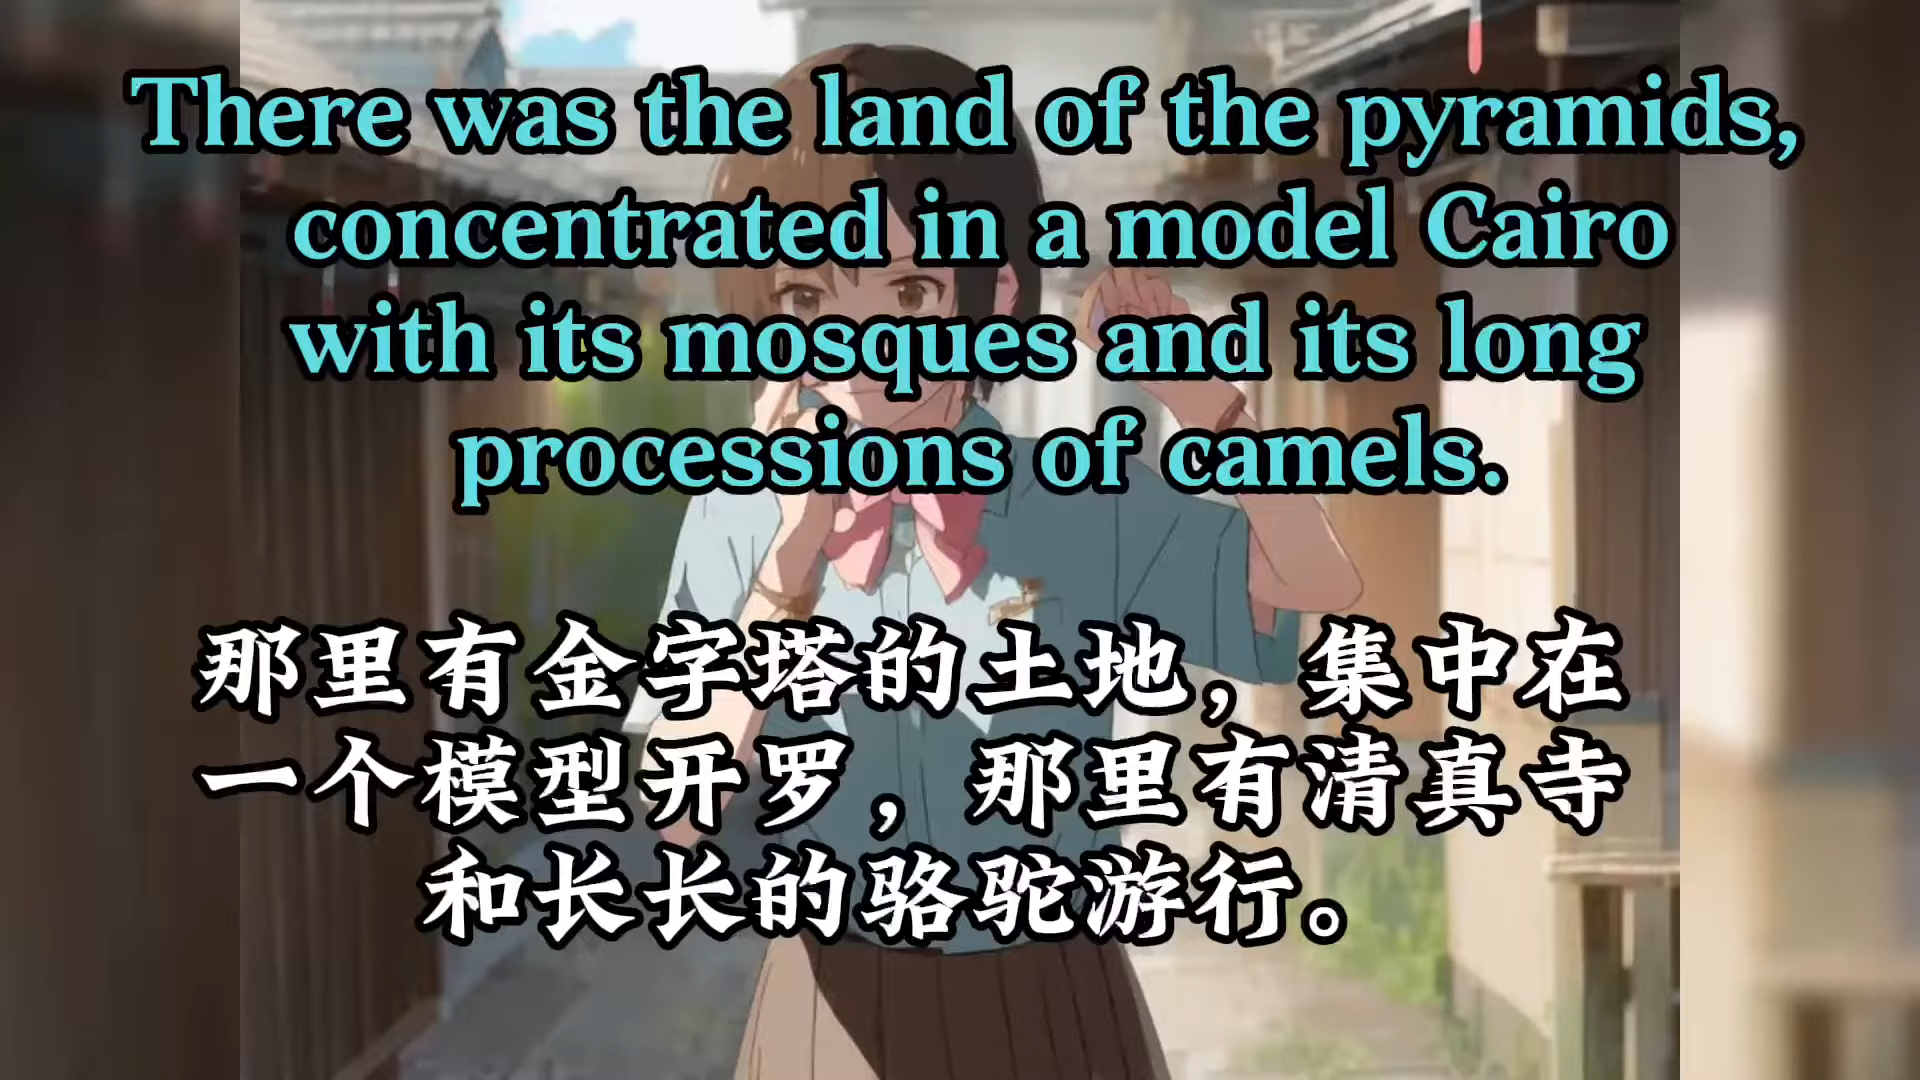 There was the land of the pyramids,
concentrated in a model Cairo
with its mosques and its long
processions of camels.
那里有金字塔的土地，集中在
一个模型开罗，那里有清真寺
和长长的骆驼游行。